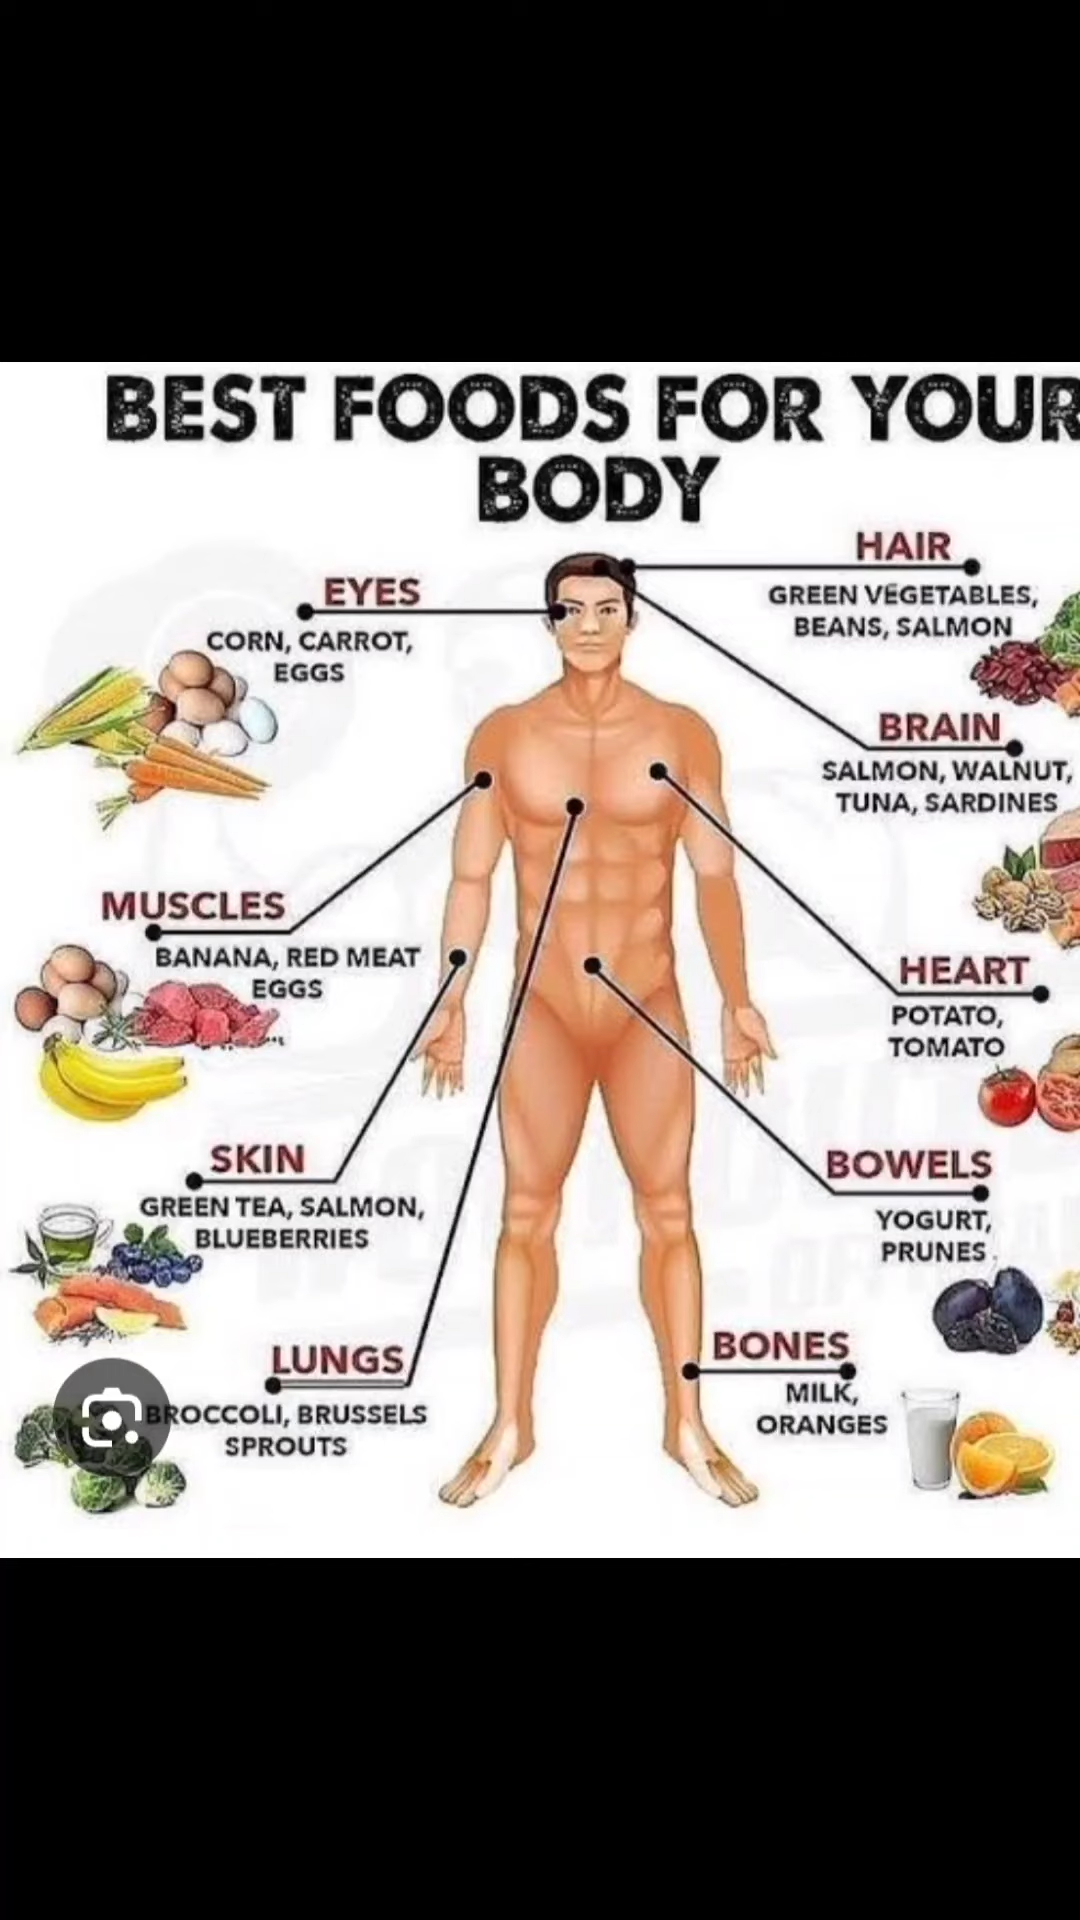 BEST FOODS FOR YOUR
BODY
HAIR
GREEN VEGETABLES,
BEANS, SALMON
EYES
CORN, CARROT,
EGGS
BRAIN
SALMON, WALNUT,
TUNA, SARDINES
MUSCLES
BANANA, RED MEAT
EGGS
HEART
POTATO,
TOMATO
SKIN
GREEN TEA, SALMON,
BLUEBERRIES
BOWELS
YOGURT,
PRUNES
LUNGS
BROCCOLI, BRUSSELS
SPROUTS
BONES
MILK,
ORANGES